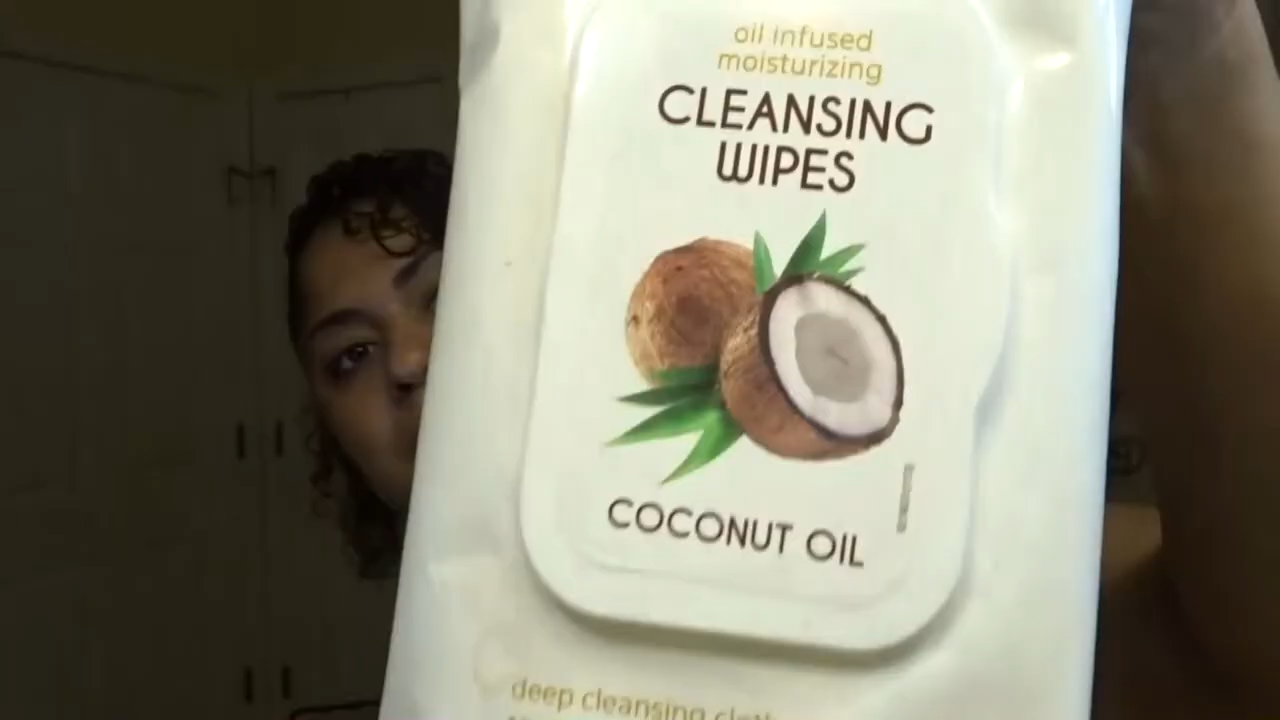 oil infused
moisturizing
CLEANSING
WIPES
COCONUT OIL
deep cleansing